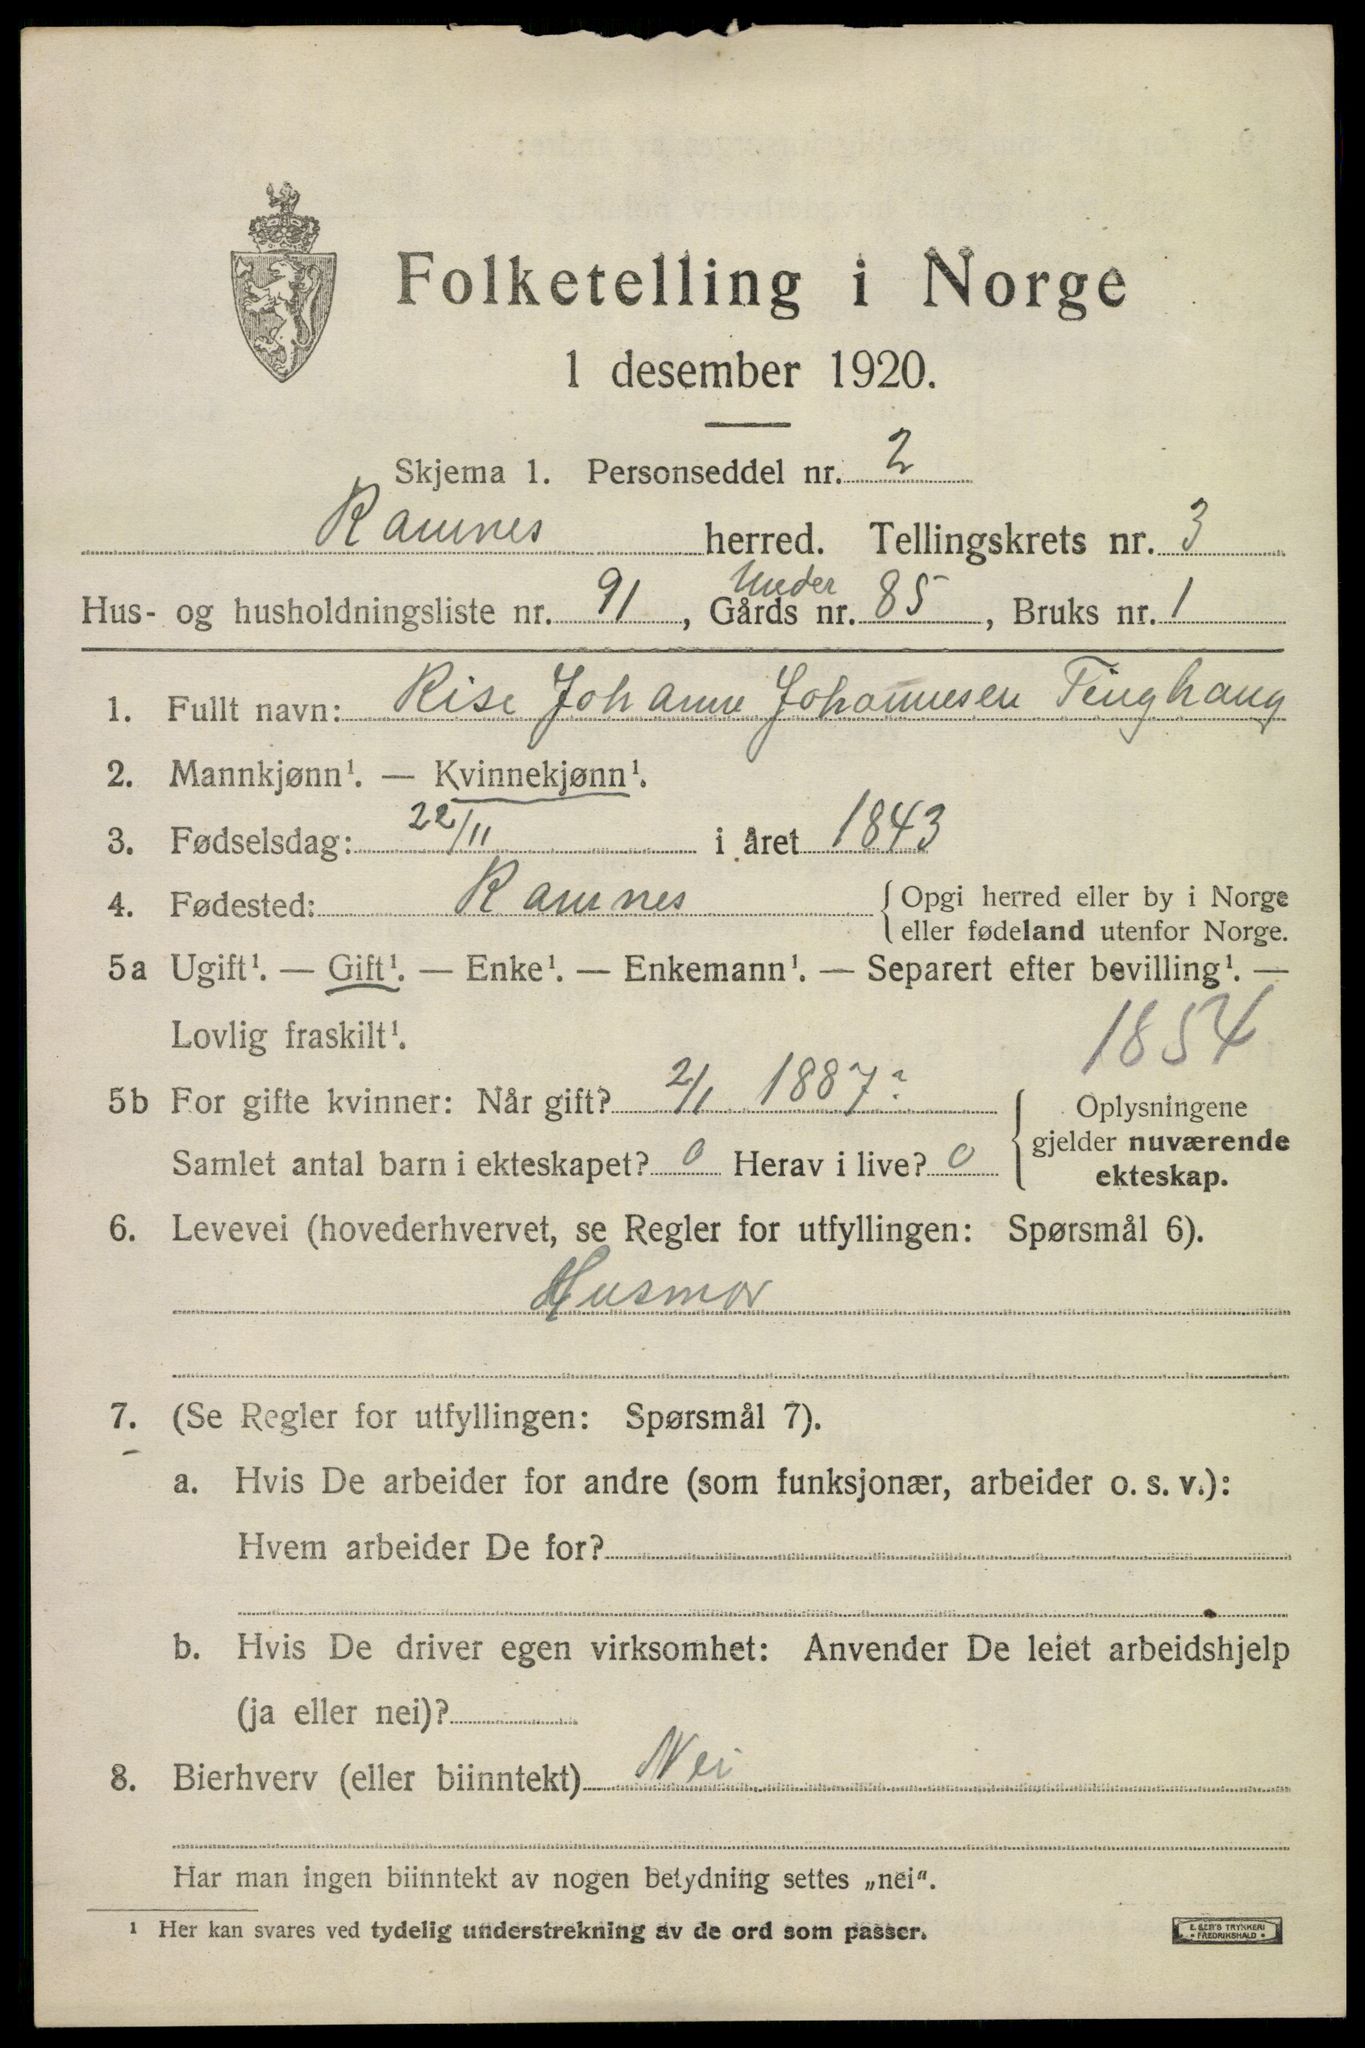 Folketelling i Norge
1 desember 1920.
Skjema 1. Personseddel nr. 2
Ramnes herred. Tellingskrets nr. 3
Under
Hus- og husholdningsliste nr. 91, Gårds nr. 85, Bruks nr. 1
1. Fullt navn: Rise Johanne Johannesen Tinghaug
2. Mannkjønn¹. — Kvinnekjønn¹.
3. Fødselsdag: 22/11 i året 1843
4. Fødested: Ramnes { Opgi herred eller by i Norge
eller fødeland utenfor Norge.
5a Ugift¹. — Gift¹. — Enke¹. — Enkemann¹. — Separert efter bevilling¹. —
Lovlig fraskilt¹.
1854
5b For gifte kvinner: Når gift? 2/1 1887? { Oplysningene
gjelder nuværende
Samlet antal barn i ekteskapet? 0 Herav i live? 0
ekteskap.
6. Levevei (hovederhvervet, se Regler for utfyllingen: Spørsmål 6).
Husmor
7. (Se Regler for utfyllingen: Spørsmål 7).
a. Hvis De arbeider for andre (som funksjonær, arbeider o. s. v.):
Hvem arbeider De for?
b. Hvis De driver egen virksomhet: Anvender De leiet arbeidshjelp
(ja eller nei)?
8. Bierhverv (eller biinntekt) Nei
Har man ingen biinntekt av nogen betydning settes „nei“.
¹ Her kan svares ved tydelig understrekning av de ord som passer.
E. SEM'S TRYKKERI
• FREDRIKSHALD •